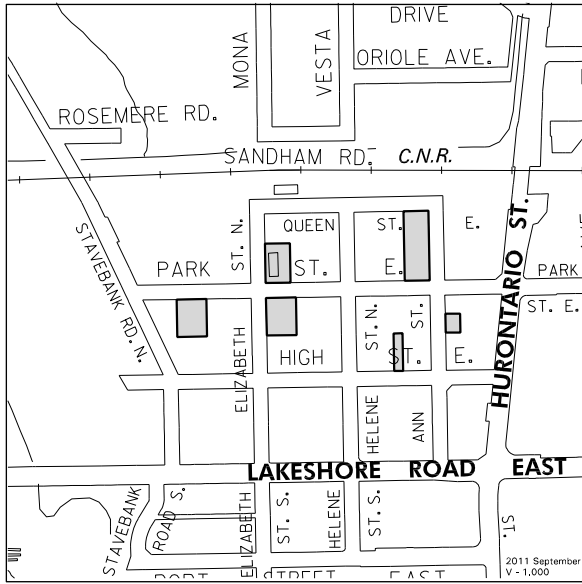 DRIVE
MONA
VESTA
ORIOLE AVE.
ROSEMERE RD.
SANDHAM RD. C.N.R.
STAVEBANK RD. N.
ST. N.
QUEEN ST. E.
HURONTARIO ST.
PARK ST. E.
PARK
ST. E.
ELIZABETH
ST. N.
ST.
HIGH ST. E.
HELENE
ANN
LAKESHORE ROAD EAST
STAVEBANK
ROAD S.
ELIZABETH
ST. S.
HELENE
ST. S.
ST.
2011 September
V - 1,000
PORT STREET EAST